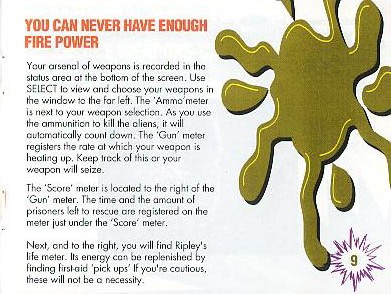 YOU CAN NEVER HAVE ENOUGH
FIRE POWER
Your arsenal of weapons is recorded in the
status area at the bottom of the screen. Use
SELECT to view and choose your weapons in
the window to the far left. The 'Ammo'meter
is next to your weapon selection. As you use
the ammunition to kill the aliens, it will
automatically count down. The 'Gun' meter
registers the rate at which your weapon is
heating up. Keep track of this or your
weapon will seize.
The 'Score' meter is located to the right of the
'Gun' meter. The time and the amount of
prisoners left to rescue are registered on the
meter just under the 'Score' meter.
Next, and to the right, you will find Ripley's
life meter. Its energy can be replenished by
finding first-aid 'pick ups' If you're cautious,
these will not be a necessity.
9